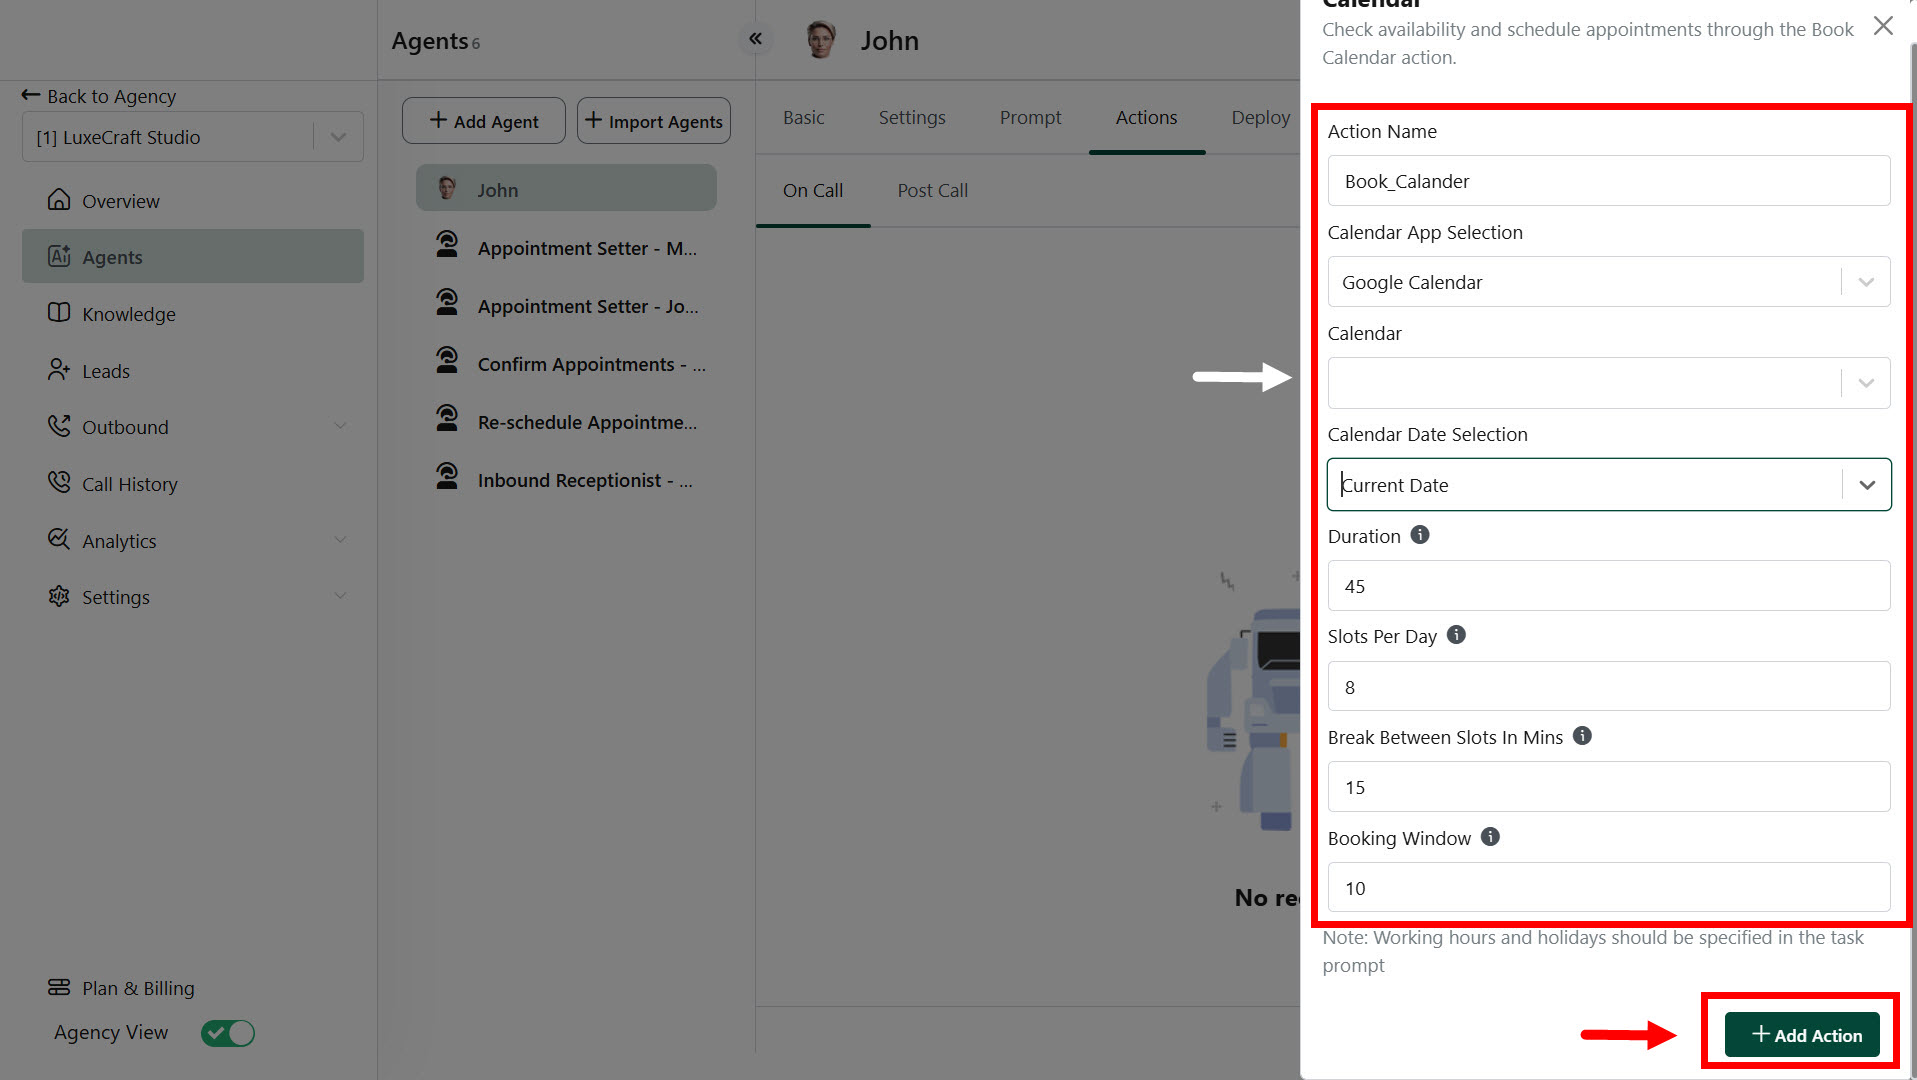 Back to Agency
[1] LuxeCraft Studio
Overview
Agents
Knowledge
Leads
Outbound
Call History
Analytics
Settings
Plan & Billing
Agency View
Agents 6
Add Agent
Import Agents
John
Appointment Setter - M...
Appointment Setter - Jo...
Confirm Appointments - ...
Re-schedule Appointme...
Inbound Receptionist - ...
John
Basic Settings Prompt Actions Deploy
On Call Post Call
No re
Calendar
Check availability and schedule appointments through the Book
Calendar action.
Action Name
Book_Calander
Calendar App Selection
Google Calendar
Calendar
Calendar Date Selection
Current Date
Duration
45
Slots Per Day
8
Break Between Slots In Mins
15
Booking Window
10
Note: Working hours and holidays should be specified in the task
prompt
Add Action